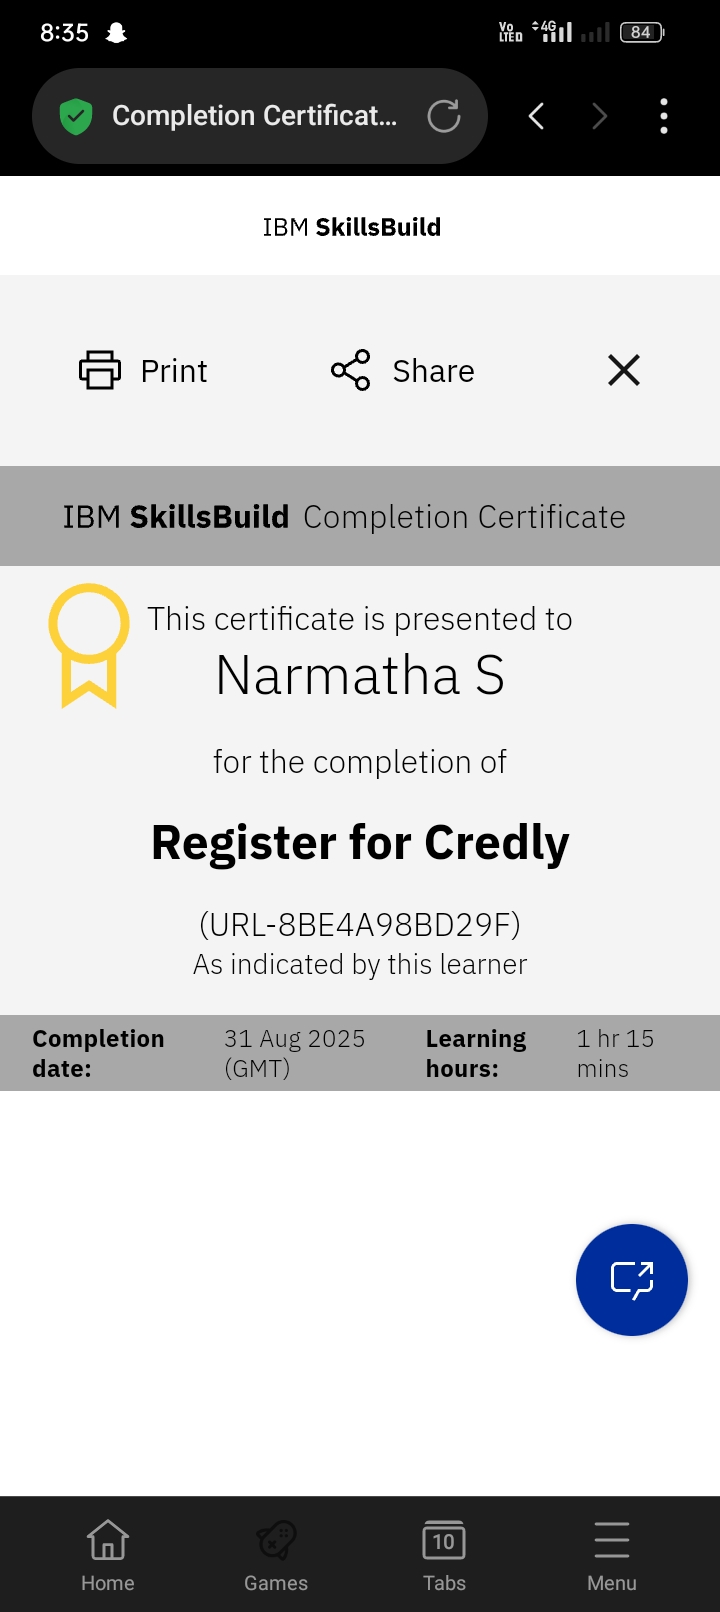 8:35
Vo LTED 4G 84
Completion Certificat...
IBM SkillsBuild
Print Share
IBM SkillsBuild Completion Certificate
This certificate is presented to
Narmatha S
for the completion of
Register for Credly
(URL-8BE4A98BD29F)
As indicated by this learner
Completion date: 31 Aug 2025 (GMT) Learning hours: 1 hr 15 mins
10
Home Games Tabs Menu